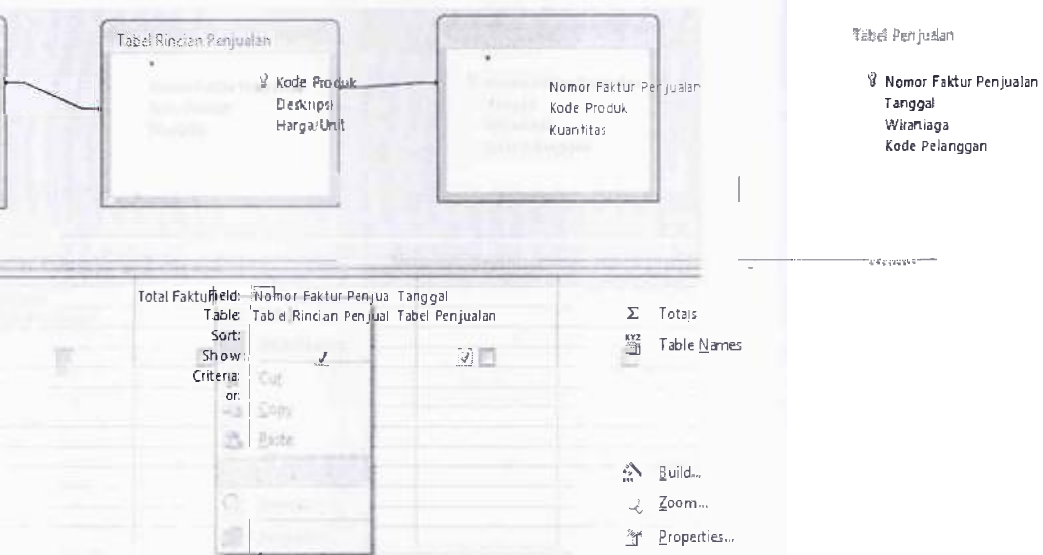 Tabel Rincian Penjualan
Kode Produk
Deskripsi
Harga/Unit
Nomor Faktur Penjualan
Kode Produk
Kuantitas
Tabel Penjualan
Nomor Faktur Penjualan
Tanggal
Wiraniaga
Kode Pelanggan
Total Faktur
Field: Nomor Faktur Penjua Tanggal
Table: Tabel Rincian Penjual Tabel Penjualan
Sort:
Show:
Criteria:
or:
Cut
Copy
Paste
Σ Totals
XYZ Table Names
Build...
Zoom...
Properties...